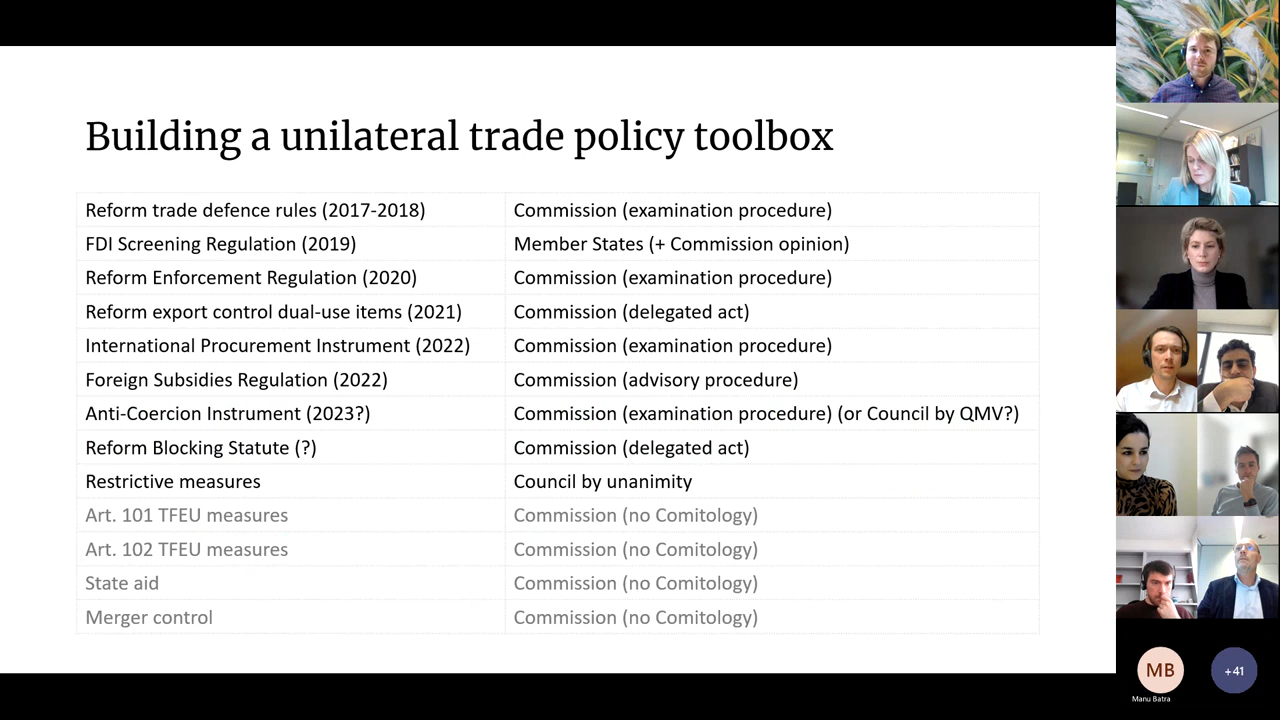 Building a unilateral trade policy toolbox
Reform trade defence rules (2017-2018) Commission (examination procedure)
FDI Screening Regulation (2019) Member States (+ Commission opinion)
Reform Enforcement Regulation (2020) Commission (examination procedure)
Reform export control dual-use items (2021) Commission (delegated act)
International Procurement Instrument (2022) Commission (examination procedure)
Foreign Subsidies Regulation (2022) Commission (advisory procedure)
Anti-Coercion Instrument (2023?) Commission (examination procedure) (or Council by QMV?)
Reform Blocking Statute (?) Commission (delegated act)
Restrictive measures Council by unanimity
Art. 101 TFEU measures Commission (no Comitology)
Art. 102 TFEU measures Commission (no Comitology)
State aid Commission (no Comitology)
Merger control Commission (no Comitology)
MB +41
Manu Batra